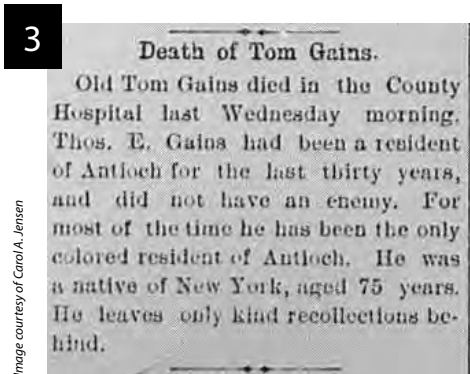 3
Death of Tom Gains.
Old Tom Gains died in the County
Hospital last Wednesday morning.
Thos. E. Gains had been a resident
of Antioch for the last thirty years,
and did not have an enemy. For
most of the time he has been the only
colored resident of Antioch. He was
a native of New York, aged 75 years.
He leaves only kind recollections be-
hind.
Image courtesy of Carol A. Jensen